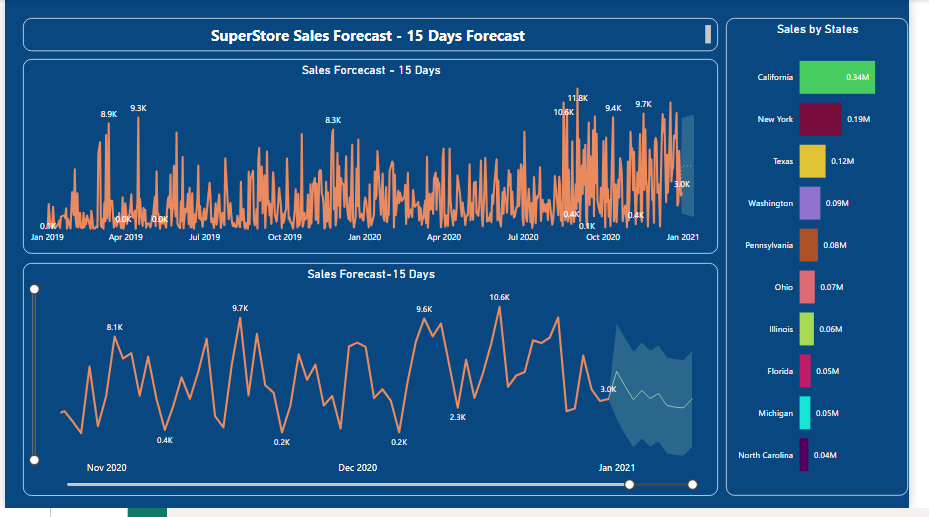 SuperStore Sales Forecast - 15 Days Forecast
Sales Forcecast - 15 Days
8.9K
9.3K
8.3K
10.6K
11.8K
9.4K
9.7K
3.0K
0.1K
0.0K
0.0K
0.4K
0.1K
0.4K
Jan 2019
Apr 2019
Jul 2019
Oct 2019
Jan 2020
Apr 2020
Jul 2020
Oct 2020
Jan 2021
Sales Forecast-15 Days
8.1K
0.4K
9.7K
0.2K
0.2K
9.6K
2.3K
10.6K
3.0K
Nov 2020
Dec 2020
Jan 2021
Sales by States
California 0.34M
New York 0.19M
Texas 0.12M
Washington 0.09M
Pennsylvania 0.08M
Ohio 0.07M
Illinois 0.06M
Florida 0.05M
Michigan 0.05M
North Carolina 0.04M